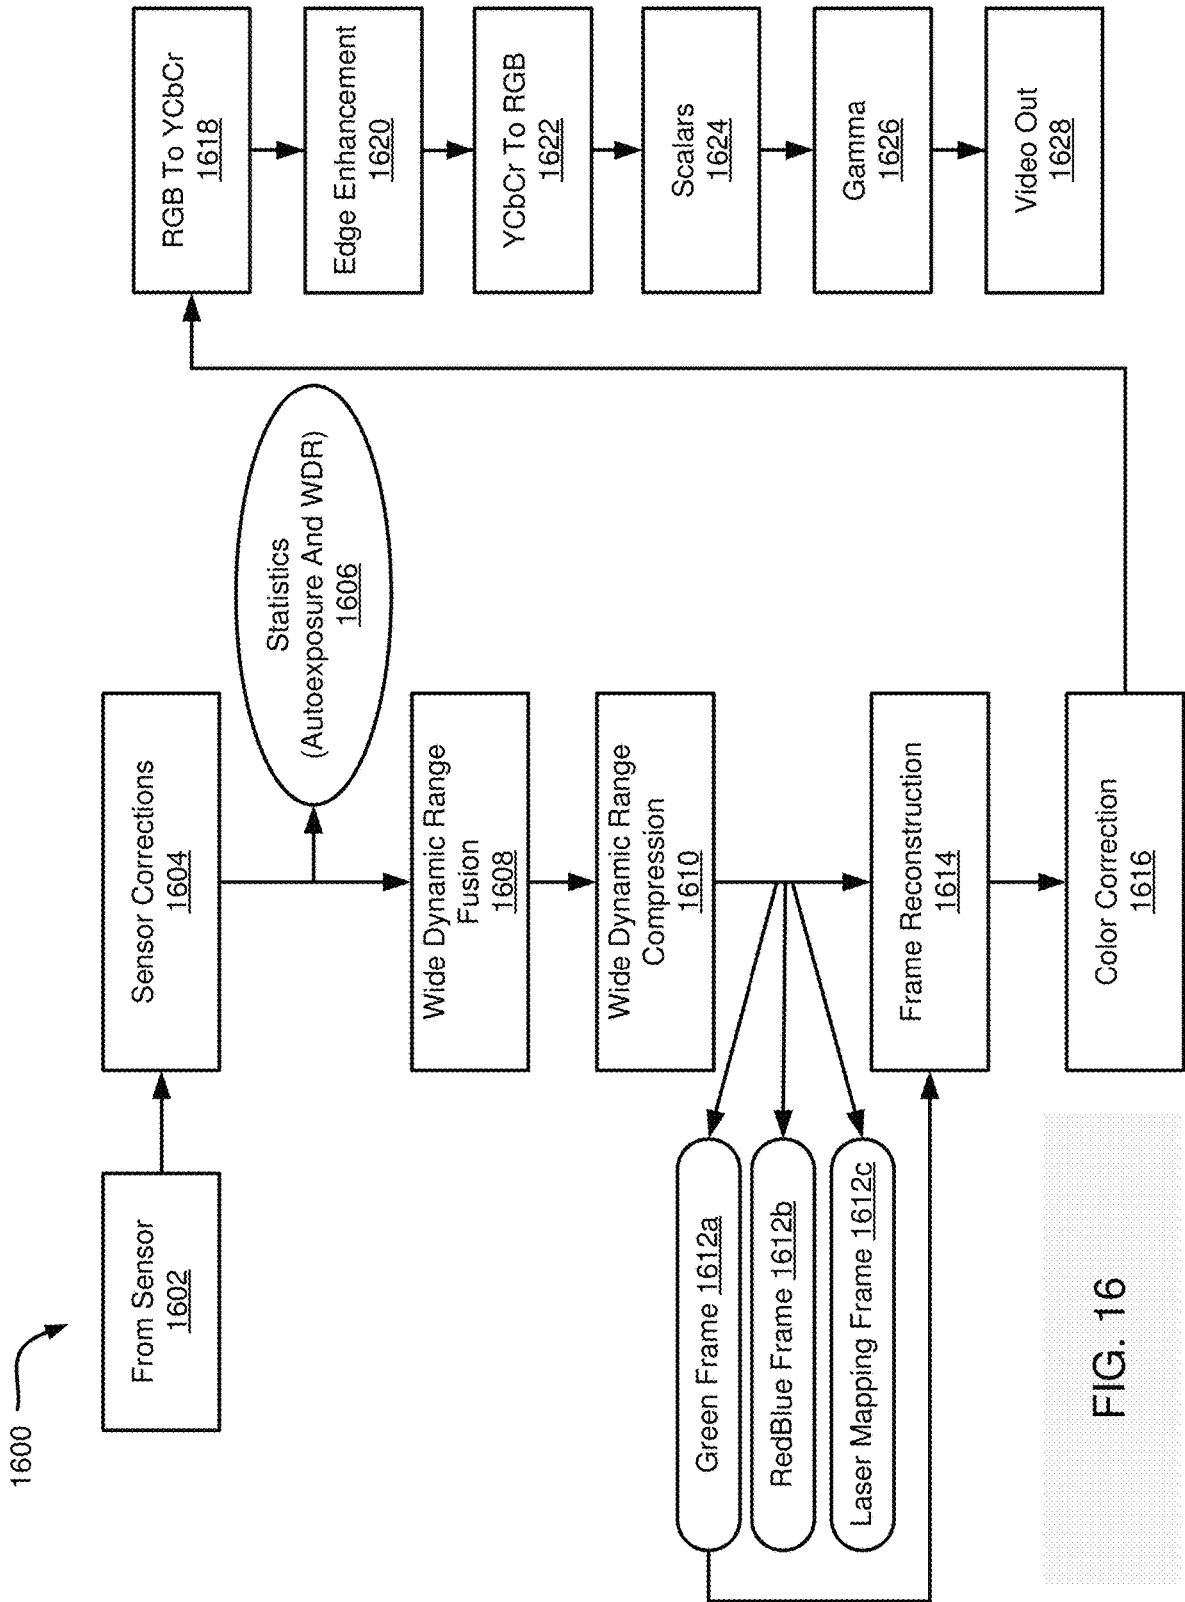 1600
From Sensor
1602
Sensor Corrections
1604
Statistics
(Autoexposure And WDR)
1606
Wide Dynamic Range
Fusion
1608
Wide Dynamic Range
Compression
1610
Green Frame 1612a
RedBlue Frame 1612b
Laser Mapping Frame 1612c
Frame Reconstruction
1614
Color Correction
1616
RGB To YCbCr
1618
Edge Enhancement
1620
YCbCr To RGB
1622
Scalars
1624
Gamma
1626
Video Out
1628
FIG. 16